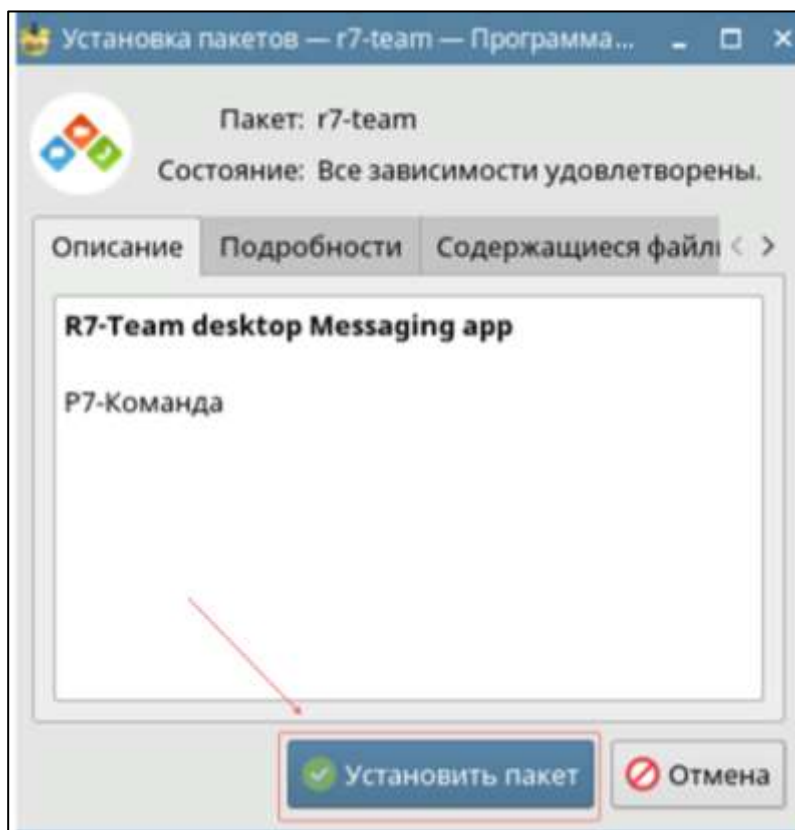 Установка пакетов — r7-team — Программа...
Пакет: r7-team
Состояние: Все зависимости удовлетворены.
Описание Подробности Содержащиеся файлы
R7-Team desktop Messaging app
Р7-Команда
Установить пакет Отмена